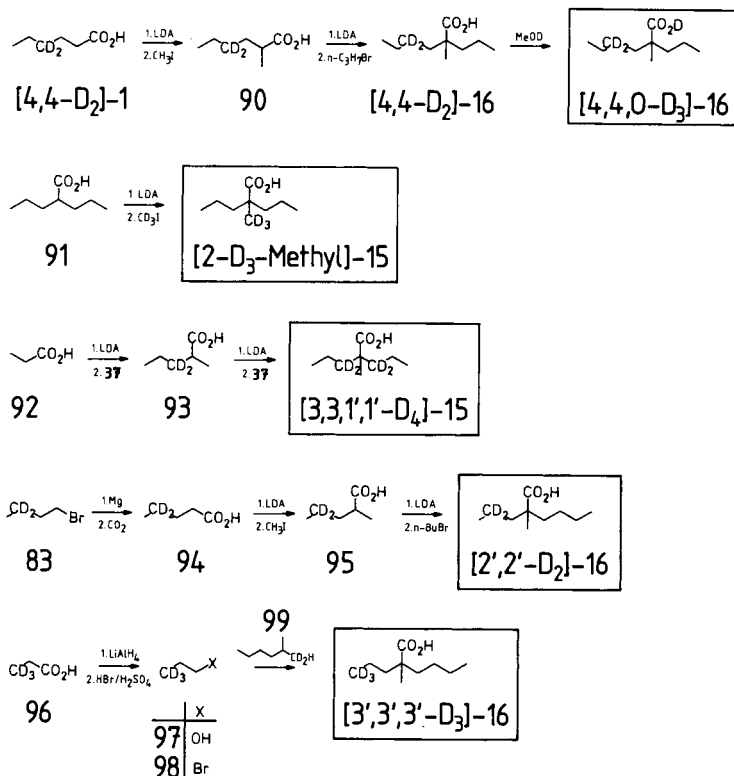 CO₂H 1.LDA CO₂H 1.LDA CO₂H MeOD CO₂D
CD₂ 2.CH₃I CD₂ 2.n-C₃H₇Br CD₂ CD₂
[4,4-D₂]-1 90 [4,4-D₂]-16 [4,4,O-D₃]-16
CO₂H 1.LDA CO₂H
2.CD₃I CD₃
91 [2-D₃-Methyl]-15
CO₂H 1.LDA CO₂H 1.LDA CO₂H
2.37 CD₂ 2.37 CD₂ CD₂
92 93 [3,3,1',1'-D₄]-15
CD₂ Br 1.Mg CD₂ CO₂H 1.LDA CD₂ CO₂H 1.LDA CD₂ CO₂H
2.CO₂ 2.CH₃I 2.n-BuBr
83 94 95 [2',2'-D₂]-16
99
CD₃ CO₂H 1.LiAlH₄ CD₃ X CO₂H CO₂H
2.HBr/H₂SO₄ CD₃
96 [3',3',3'-D₃]-16
X
97 OH
98 Br